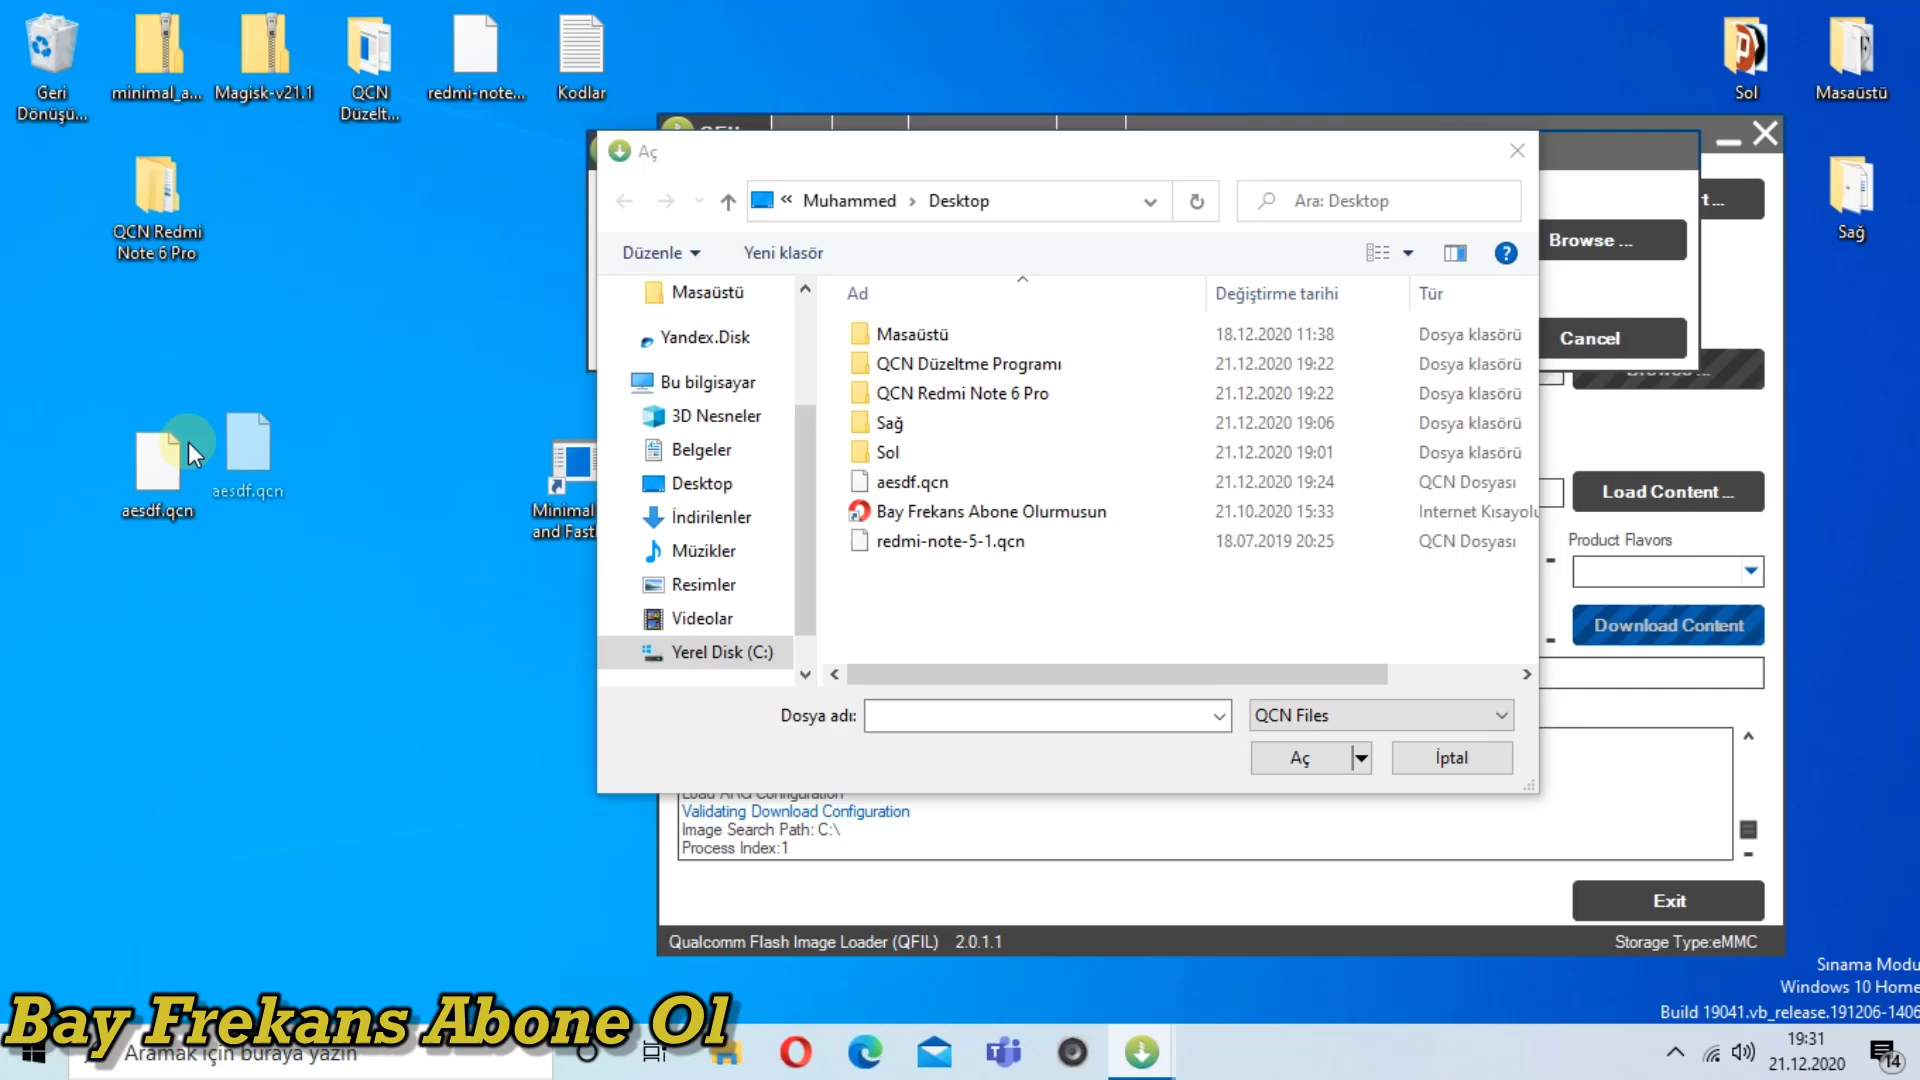 Geri
Dönüşü...
minimal_a...
Magisk-v21.1
QCN
Düzelt...
redmi-note...
Kodlar
Sol
Masaüstü
QCN Redmi
Note 6 Pro
Sağ
aesdf.qcn
aesdf.qcn
Minimal
Aç
« Muhammed › Desktop
Ara: Desktop
Düzenle
Yeni klasör
Browse ...
Cancel
Masaüstü
Yandex.Disk
Bu bilgisayar
3D Nesneler
Belgeler
Desktop
İndirilenler
Müzikler
Resimler
Videolar
Yerel Disk (C:)
Ad Değiştirme tarihi Tür
Masaüstü 18.12.2020 11:38 Dosya klasörü
QCN Düzeltme Programı 21.12.2020 19:22 Dosya klasörü
QCN Redmi Note 6 Pro 21.12.2020 19:22 Dosya klasörü
Sağ 21.12.2020 19:06 Dosya klasörü
Sol 21.12.2020 19:01 Dosya klasörü
aesdf.qcn 21.12.2020 19:24 QCN Dosyası
Bay Frekans Abone Olurmusun 21.10.2020 15:33 Internet Kısayolu
redmi-note-5-1.qcn 18.07.2019 20:25 QCN Dosyası
Dosya adı:
QCN Files
Aç
İptal
Load Content ...
Product Flavors
Download Content
Validating Download Configuration
Image Search Path: C:\
Process Index:1
Exit
Qualcomm Flash Image Loader (QFIL) 2.0.1.1
Storage Type:eMMC
Sınama Modu
Windows 10 Home
Build 19041.vb_release.191206-1406
Bay Frekans Abone Ol
Aramak için buraya yazın
19:31
21.12.2020
14